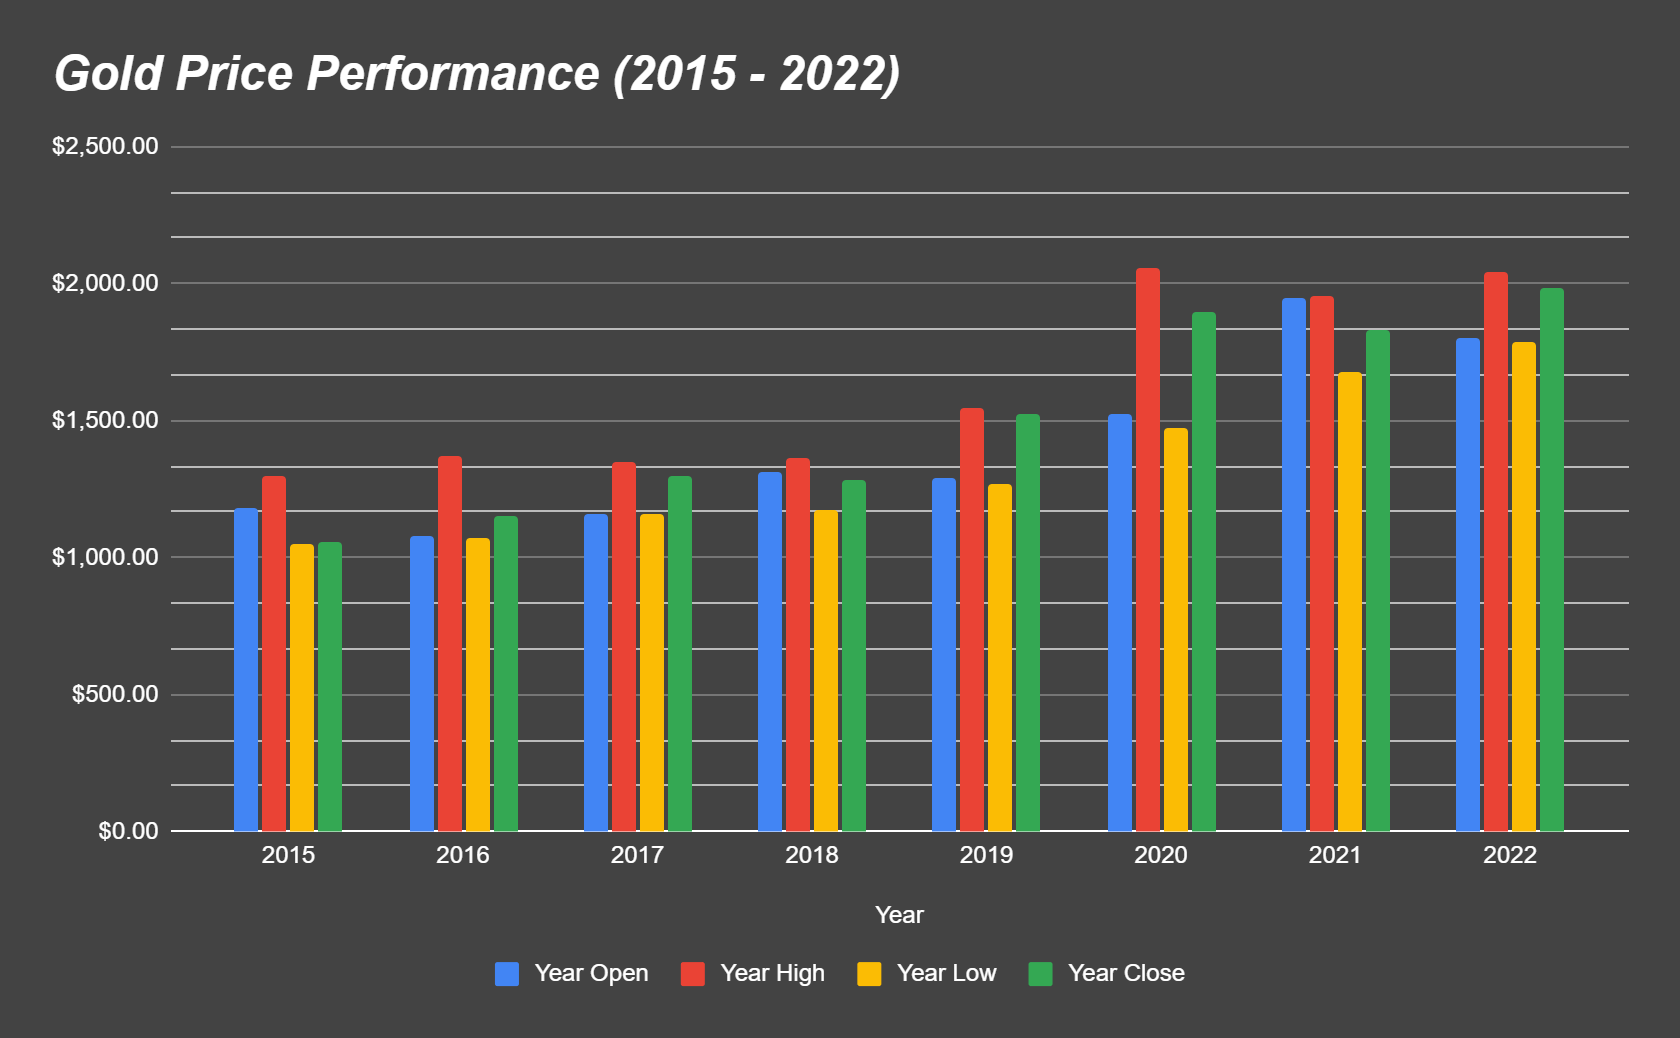 Gold Price Performance (2015 - 2022)
$2,500.00
$2,000.00
$1,500.00
$1,000.00
$500.00
$0.00
2015 2016 2017 2018 2019 2020 2021 2022
Year
Year Open Year High Year Low Year Close